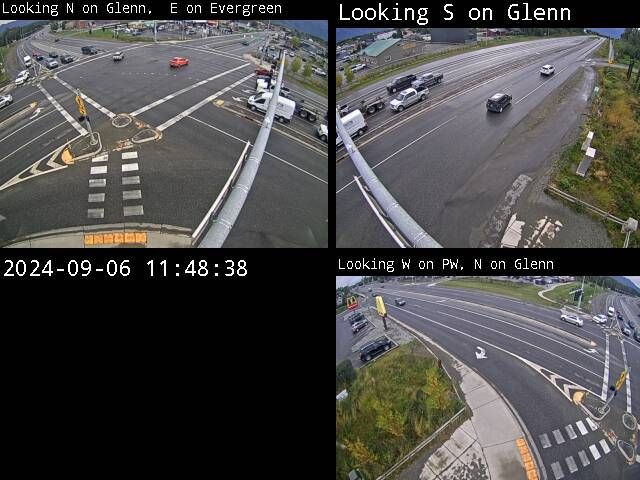 Looking N on Glenn,  E on Evergreen
Looking S on Glenn
2024-09-06 11:48:38
Looking W on PW, N on Glenn